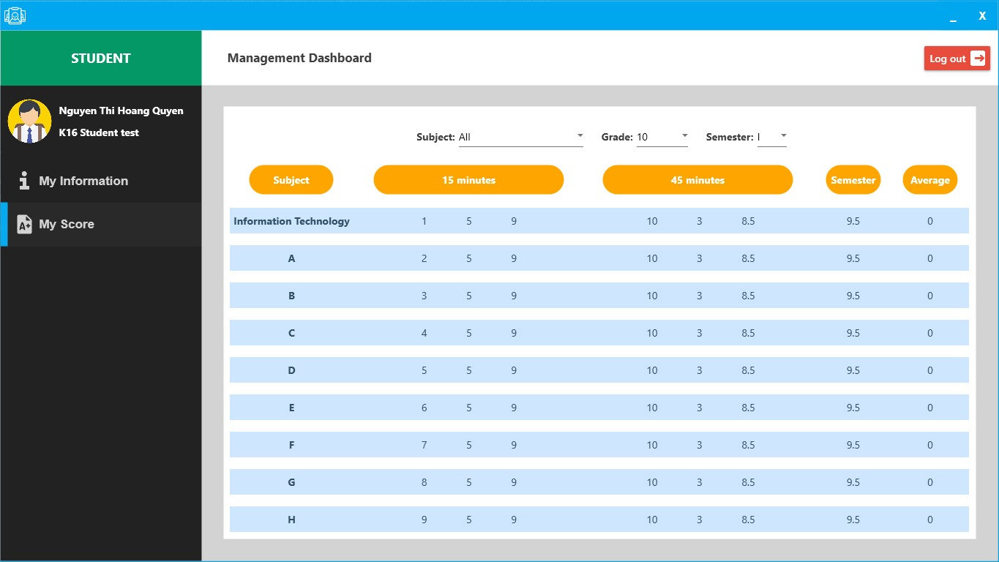 _ X
STUDENT
Management Dashboard
Log out
Nguyen Thi Hoang Quyen
K16 Student test
My Information
A+ My Score
Subject: All Grade: 10 Semester: I
Subject 15 minutes 45 minutes Semester Average
Information Technology 1 5 9 10 3 8.5 9.5 0
A 2 5 9 10 3 8.5 9.5 0
B 3 5 9 10 3 8.5 9.5 0
C 4 5 9 10 3 8.5 9.5 0
D 5 5 9 10 3 8.5 9.5 0
E 6 5 9 10 3 8.5 9.5 0
F 7 5 9 10 3 8.5 9.5 0
G 8 5 9 10 3 8.5 9.5 0
H 9 5 9 10 3 8.5 9.5 0